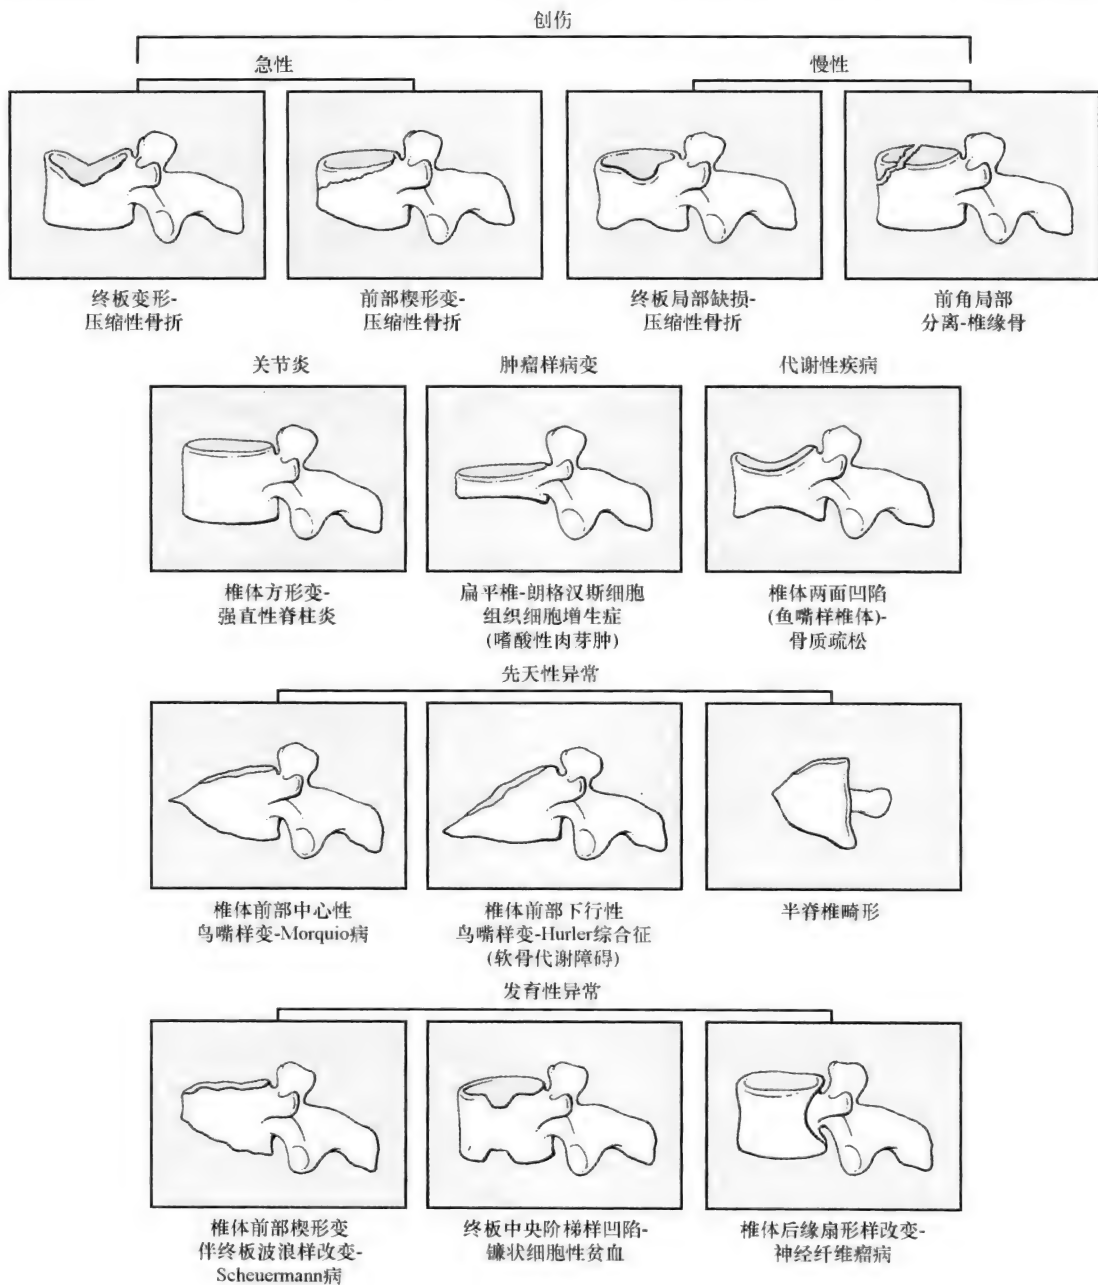 创伤
急性
慢性
终板变形-
压缩性骨折
前部楔形变-
压缩性骨折
终板局部缺损-
压缩性骨折
前角局部
分离-椎缘骨
关节炎
肿瘤样病变
代谢性疾病
椎体方形变-
强直性脊柱炎
扁平椎-朗格汉斯细胞
组织细胞增生症
(嗜酸性肉芽肿)
椎体两面凹陷
(鱼嘴样椎体)-
骨质疏松
先天性异常
椎体前部中心性
鸟嘴样变-Morquio病
椎体前部下行性
鸟嘴样变-Hurler综合征
(软骨代谢障碍)
半脊椎畸形
发育性异常
椎体前部楔形变
伴终板波浪样改变-
Scheuermann病
终板中央阶梯样凹陷-
镰状细胞性贫血
椎体后缘扇形样改变-
神经纤维瘤病